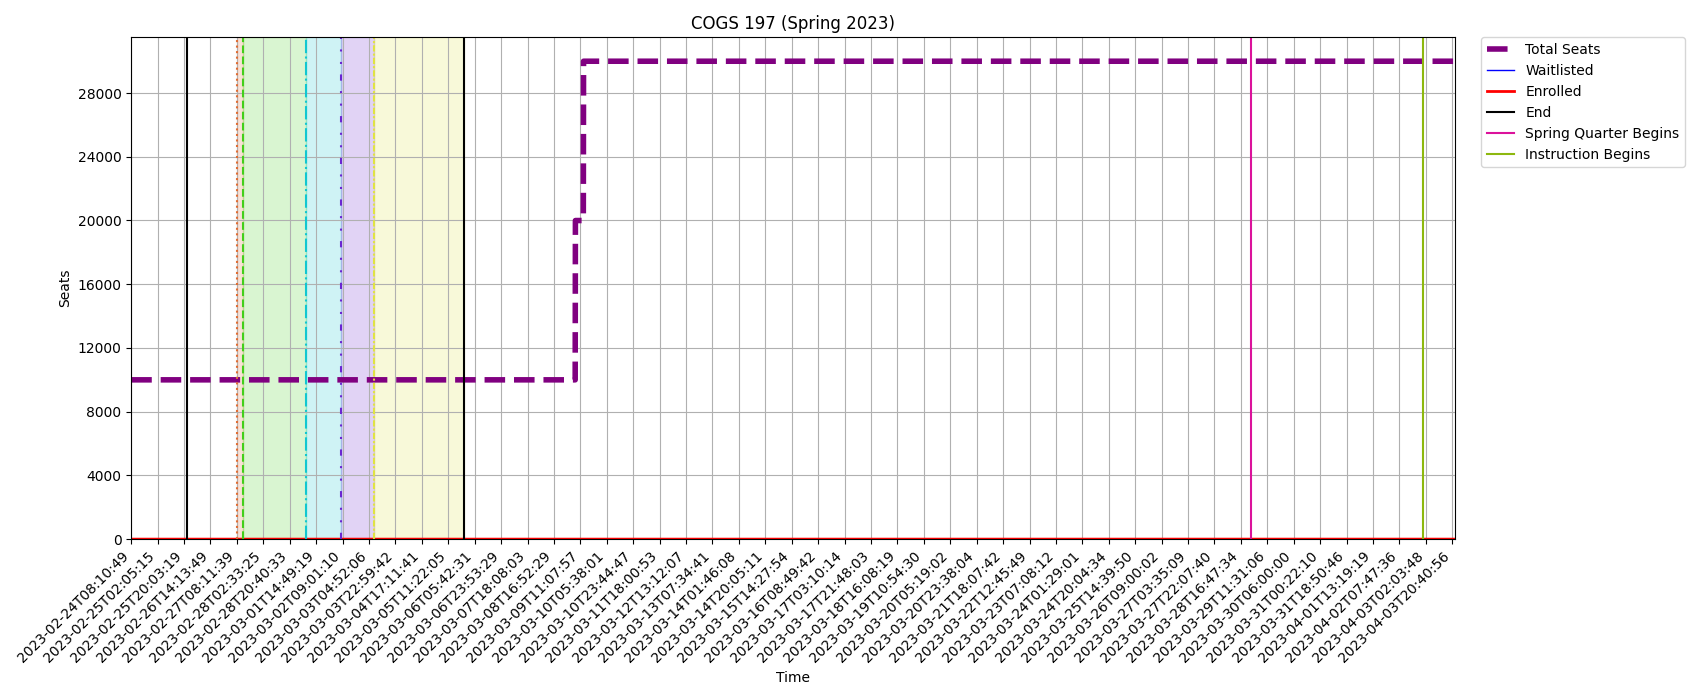 COGS 197 (Spring 2023)
Total Seats
Waitlisted
Enrolled
End
Spring Quarter Begins
Instruction Begins
Seats
28000
24000
20000
16000
12000
8000
4000
0
2023-02-24T08:10:49
2023-02-25T02:05:15
2023-02-25T20:03:19
2023-02-26T14:13:49
2023-02-27T08:11:39
2023-02-28T02:33:25
2023-02-28T20:40:33
2023-03-01T14:49:19
2023-03-02T09:01:10
2023-03-03T04:52:06
2023-03-03T22:59:42
2023-03-04T17:11:41
2023-03-05T11:22:05
2023-03-06T05:42:31
2023-03-06T23:53:29
2023-03-07T18:08:03
2023-03-08T16:52:29
2023-03-09T11:07:57
2023-03-10T05:38:01
2023-03-10T23:44:47
2023-03-11T18:00:53
2023-03-12T13:12:07
2023-03-13T07:34:41
2023-03-14T01:46:08
2023-03-14T20:05:11
2023-03-15T14:27:54
2023-03-16T08:49:42
2023-03-17T03:10:14
2023-03-17T21:48:03
2023-03-18T16:08:19
2023-03-19T10:54:30
2023-03-20T05:19:02
2023-03-20T23:38:04
2023-03-21T18:07:42
2023-03-22T12:45:49
2023-03-23T07:08:12
2023-03-24T01:29:01
2023-03-24T20:04:34
2023-03-25T14:39:50
2023-03-26T09:00:02
2023-03-27T03:35:09
2023-03-27T22:07:40
2023-03-28T16:47:34
2023-03-29T11:31:06
2023-03-30T06:00:00
2023-03-31T00:22:10
2023-03-31T18:50:46
2023-04-01T13:19:19
2023-04-02T07:47:36
2023-04-03T02:03:48
2023-04-03T20:40:56
Time